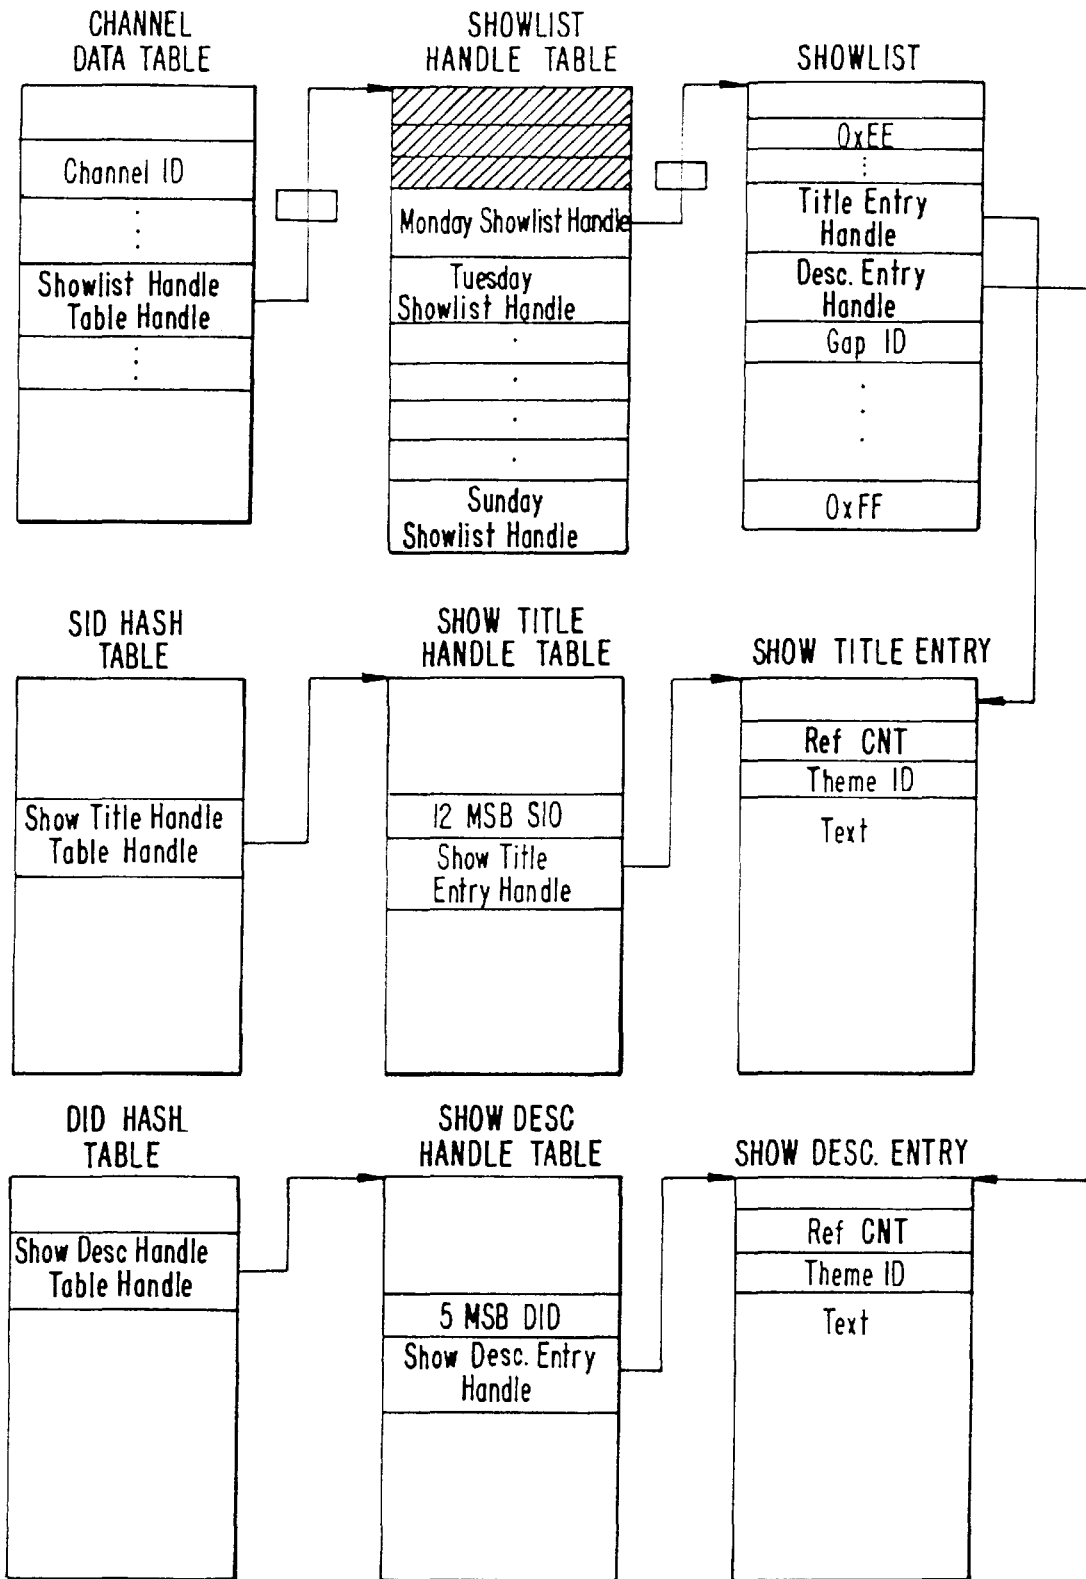 CHANNEL
DATA TABLE
Channel ID
Showlist Handle
Table Handle
SHOWLIST
HANDLE TABLE
Monday Showlist Handle
Tuesday
Showlist Handle
Sunday
Showlist Handle
SHOWLIST
0xEE
Title Entry
Handle
Desc. Entry
Handle
Gap ID
0xFF
SID HASH
TABLE
Show Title Handle
Table Handle
SHOW TITLE
HANDLE TABLE
12 MSB SIO
Show Title
Entry Handle
SHOW TITLE ENTRY
Ref CNT
Theme ID
Text
DID HASH
TABLE
Show Desc Handle
Table Handle
SHOW DESC
HANDLE TABLE
5 MSB DID
Show Desc. Entry
Handle
SHOW DESC. ENTRY
Ref CNT
Theme ID
Text